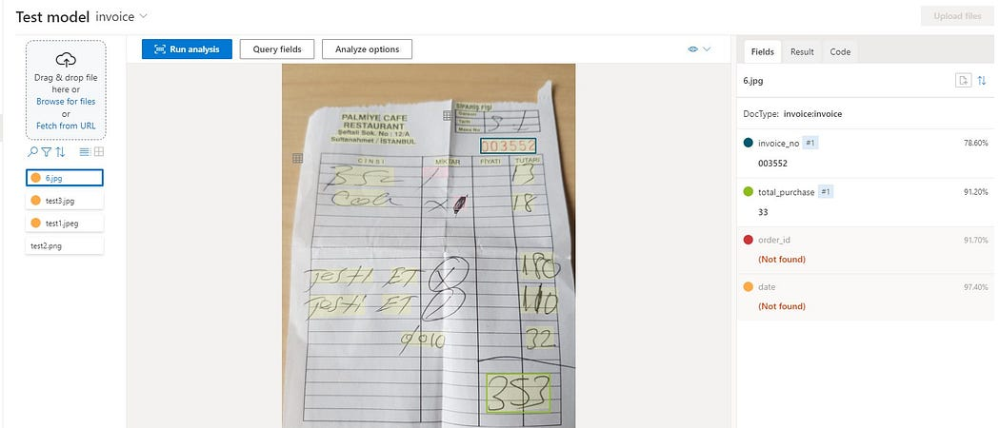 Test model invoice
Upload files
Drag & drop file
here or
Browse for files
or
Fetch from URL
6.jpg
test3.jpg
test1.jpeg
test2.png
Run analysis
Query fields
Analyze options
PALMİYE CAFE
RESTAURANT
Şeftali Sok. No : 12/A
Sultanahmet / İSTANBUL
SİPARİŞ FİŞİ
Garson
Tarih
Masa No
003552
CİNSİ MİKTAR FİYATI TUTARI
13
Cola X 18
Testi ET 180
Testi ET 110
%10 32
353
Fields Result Code
6.jpg
DocType: invoice:invoice
invoice_no #1 78.60%
003552
total_purchase #1 91.20%
33
order_id 91.70%
(Not found)
date 97.40%
(Not found)